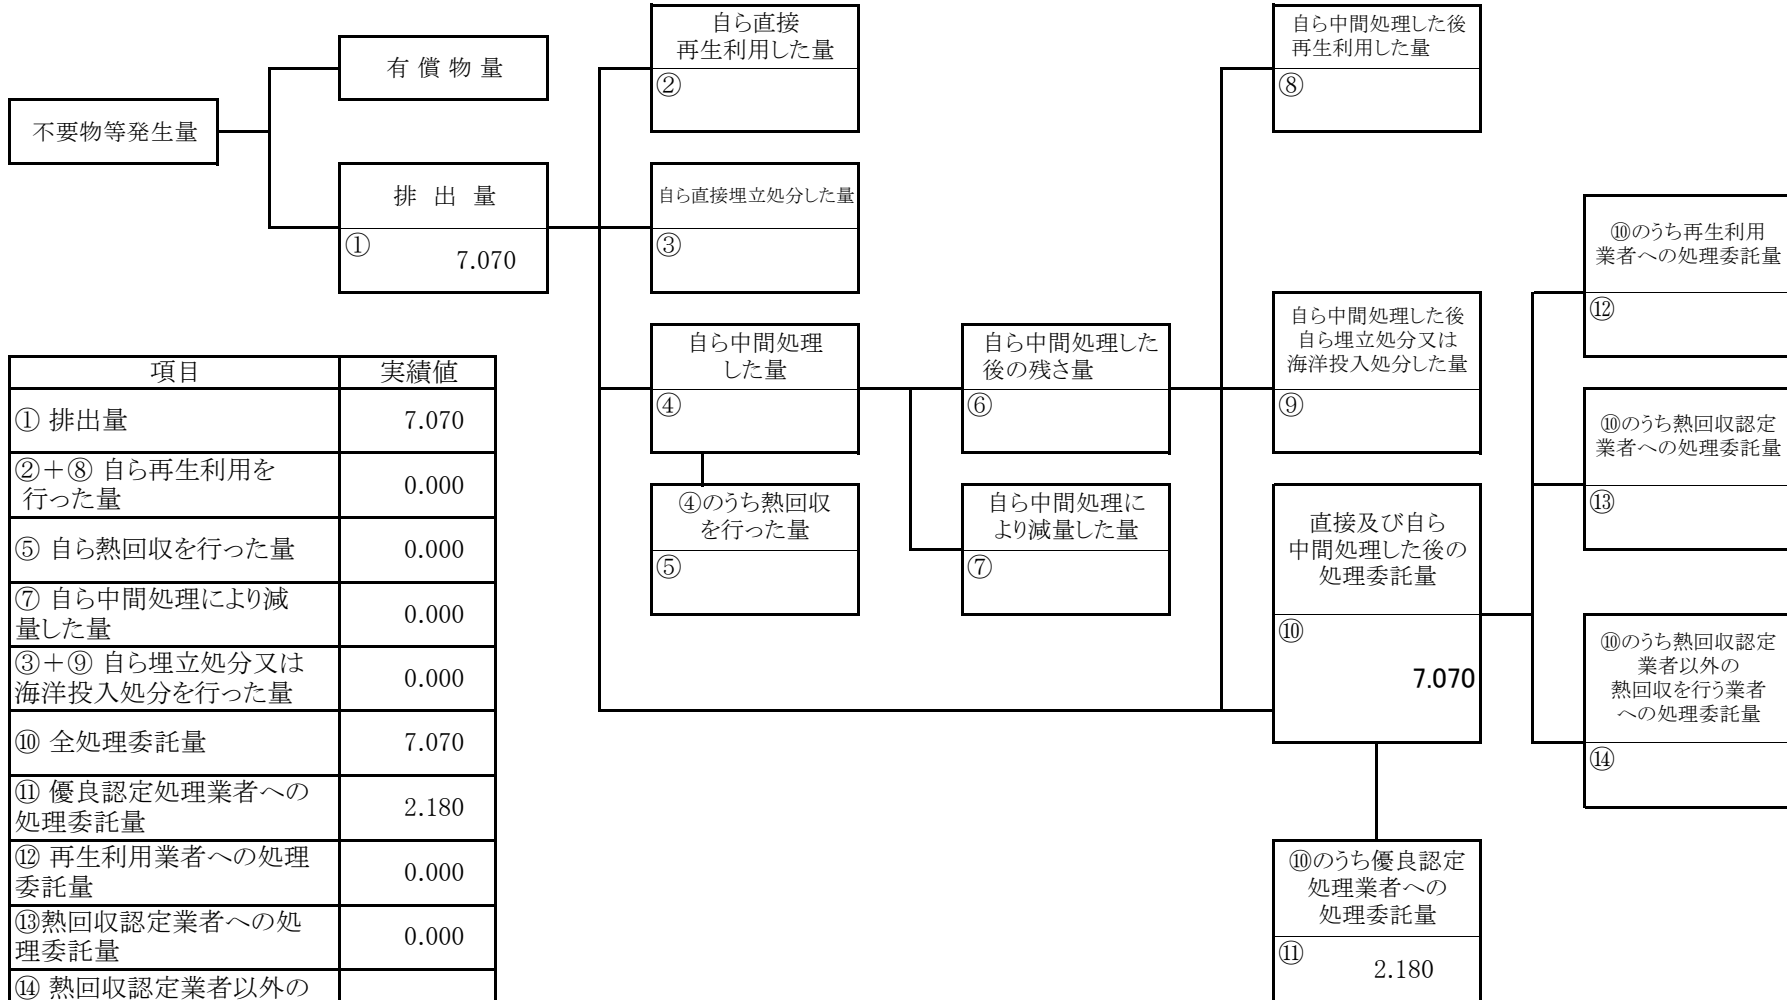 不要物等発生量
有 償 物 量
排 出 量
①
7.070
自ら直接
再生利用した量
②
自ら直接埋立処分した量
③
自ら中間処理
した量
④
④のうち熱回収
を行った量
⑤
自ら中間処理した
後の残さ量
⑥
自ら中間処理に
より減量した量
⑦
自ら中間処理した後
再生利用した量
⑧
自ら中間処理した後
自ら埋立処分又は
海洋投入処分した量
⑨
直接及び自ら
中間処理した後の
処理委託量
⑩
7.070
⑩のうち優良認定
処理業者への
処理委託量
⑪
2.180
⑩のうち再生利用
業者への処理委託量
⑫
⑩のうち熱回収認定
業者への処理委託量
⑬
⑩のうち熱回収認定
業者以外の
熱回収を行う業者
への処理委託量
⑭
項目 実績値
① 排出量 7.070
②＋⑧ 自ら再生利用を
行った量 0.000
⑤ 自ら熱回収を行った量 0.000
⑦ 自ら中間処理により減
量した量 0.000
③＋⑨ 自ら埋立処分又は
海洋投入処分を行った量 0.000
⑩ 全処理委託量 7.070
⑪ 優良認定処理業者への
処理委託量 2.180
⑫ 再生利用業者への処理
委託量 0.000
⑬熱回収認定業者への処
理委託量 0.000
⑭ 熱回収認定業者以外の